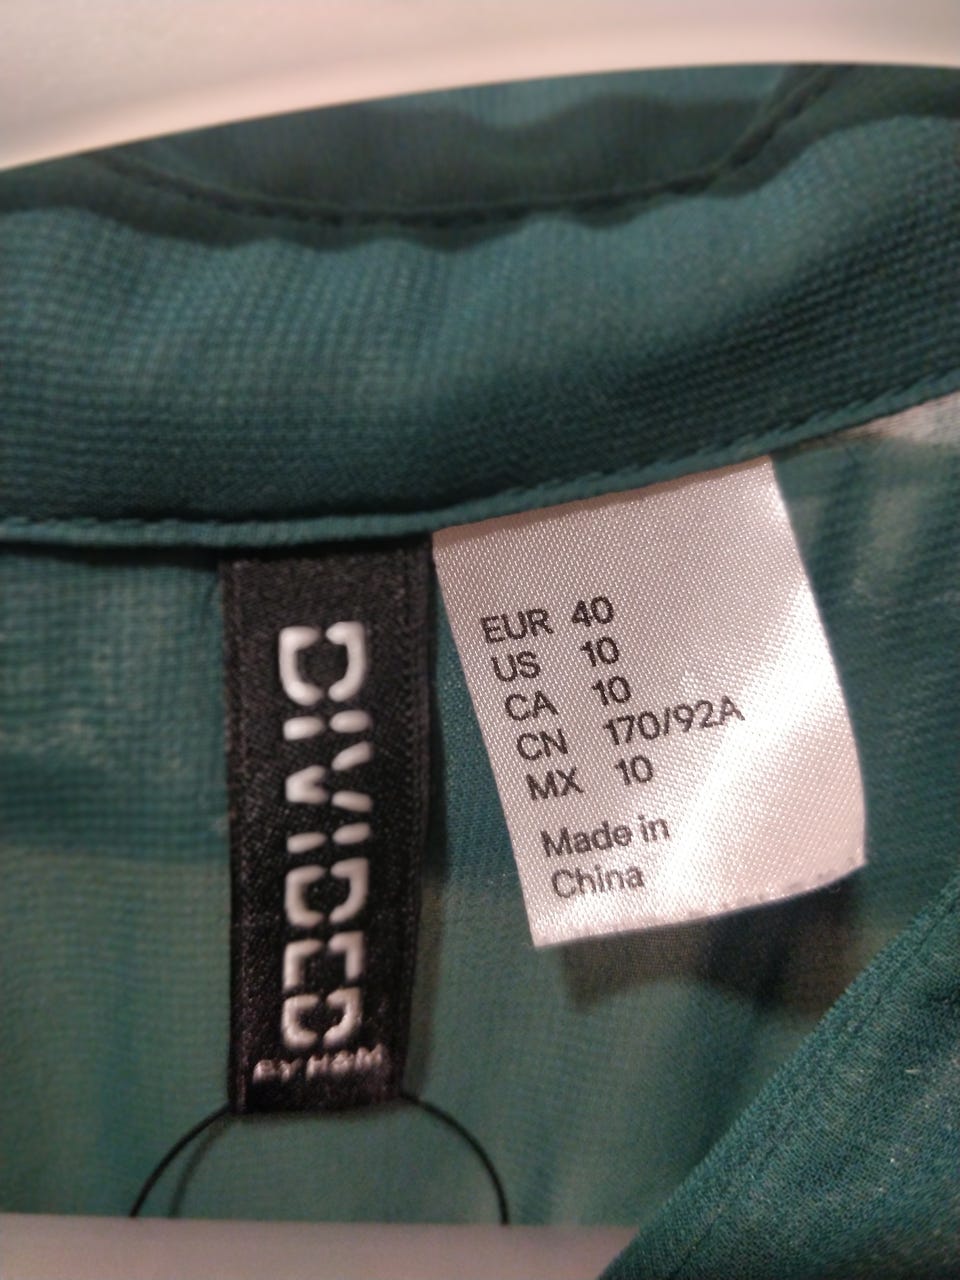 DIVIDED
BY H&M
EUR 40
US 10
CA 10
CN 170/92A
MX 10
Made in
China